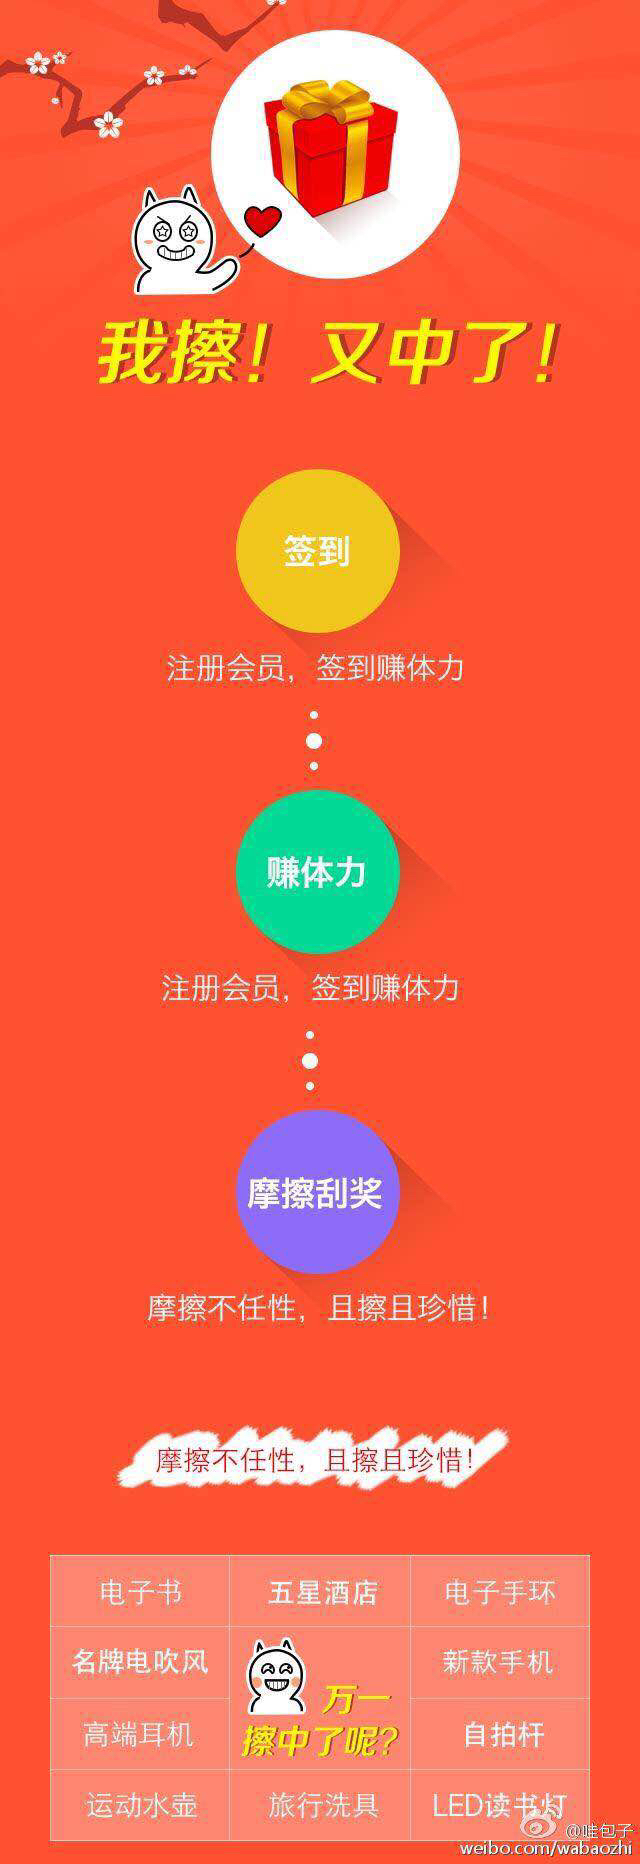 我擦！又中了！
签到
注册会员，签到赚体力
赚体力
注册会员，签到赚体力
摩擦刮奖
摩擦不任性，且擦且珍惜！
摩擦不任性，且擦且珍惜！
电子书 五星酒店 电子手环
名牌电吹风 新款手机
万一
高端耳机 擦中了呢？ 自拍杆
运动水壶 旅行洗具 LED读书灯
@哇包子
weibo.com/wabaozhi